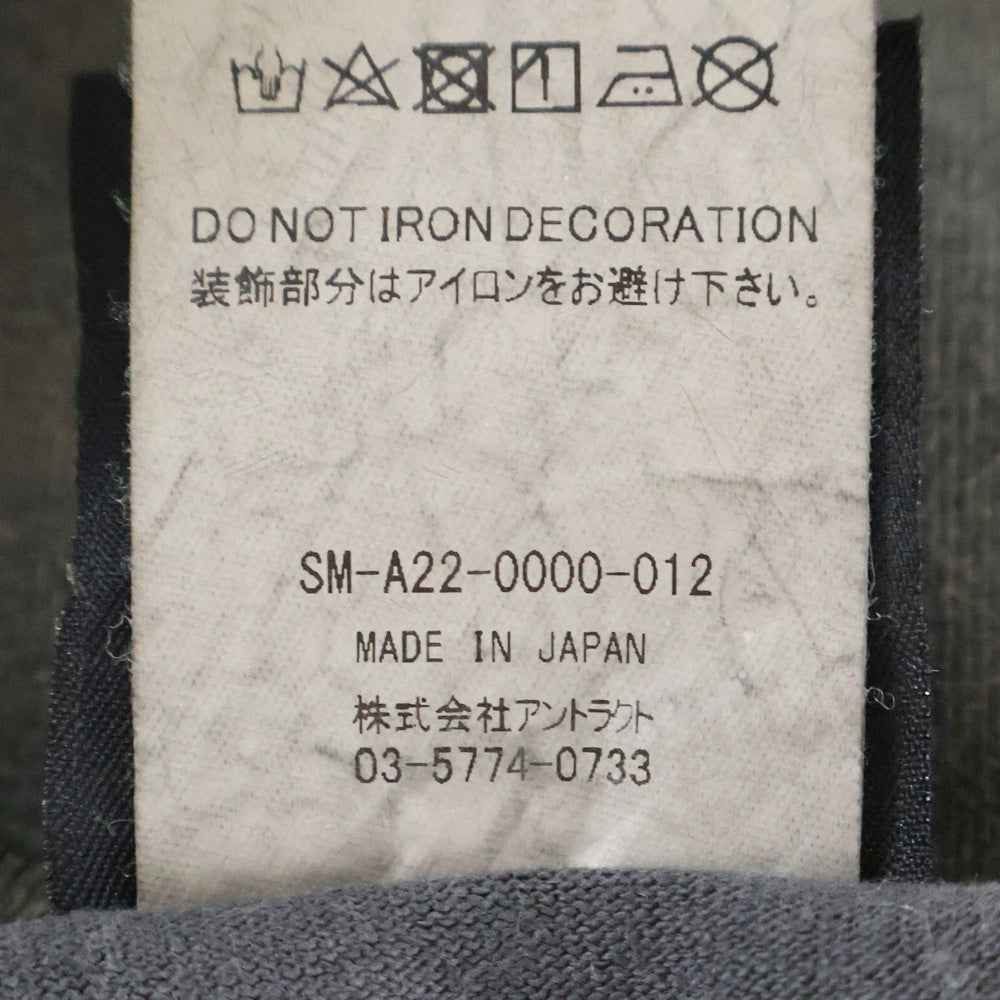 DO NOT IRON DECORATION
装飾部分はアイロンをお避け下さい。
SM-A22-0000-012
MADE IN JAPAN
株式会社アントラクト
03-5774-0733